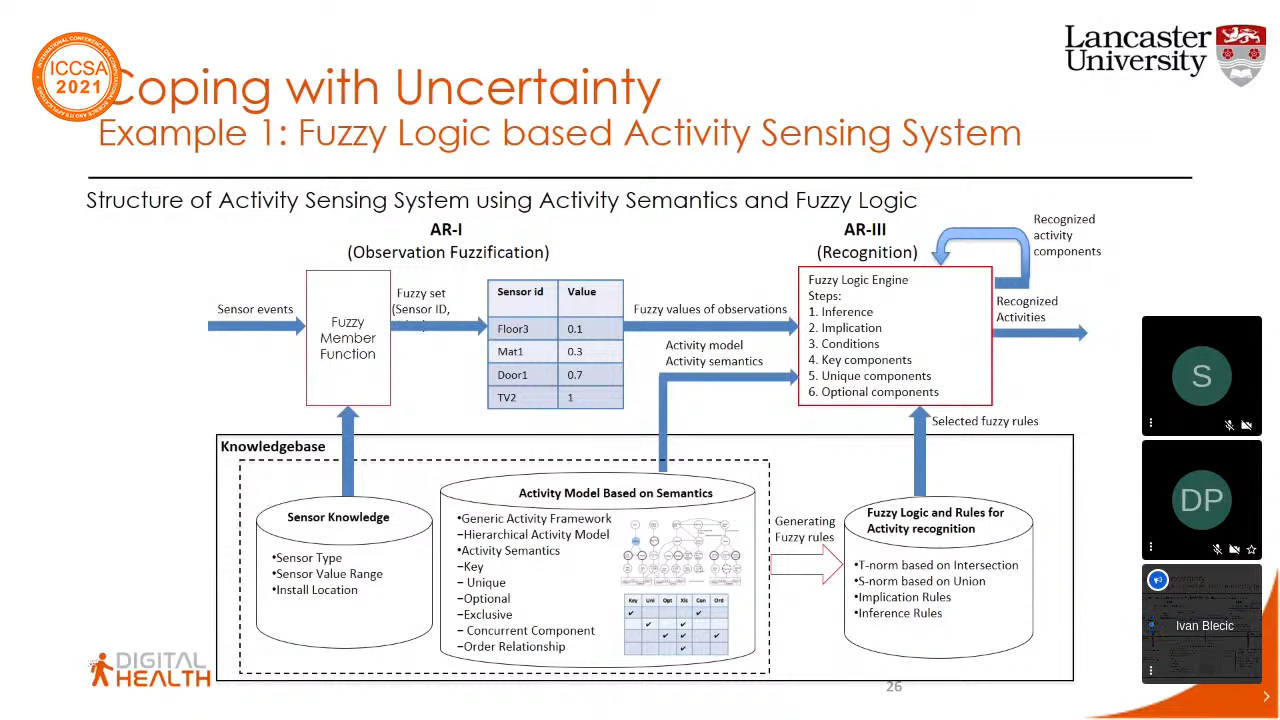 ICCSA
2021
Lancaster
University
Coping with Uncertainty
Example 1: Fuzzy Logic based Activity Sensing System
Structure of Activity Sensing System using Activity Semantics and Fuzzy Logic
AR-I
(Observation Fuzzification)
AR-III
(Recognition)
Recognized
activity
components
Sensor events
Fuzzy
Member
Function
Fuzzy set
(Sensor ID,
Sensor id Value
Floor3 0.1
Mat1 0.3
Door1 0.7
TV2 1
Fuzzy values of observations
Activity model
Activity semantics
Fuzzy Logic Engine
Steps:
1. Inference
2. Implication
3. Conditions
4. Key components
5. Unique components
6. Optional components
Recognized
Activities
Selected fuzzy rules
Knowledgebase
Sensor Knowledge
•Sensor Type
•Sensor Value Range
•Install Location
Activity Model Based on Semantics
•Generic Activity Framework
–Hierarchical Activity Model
•Activity Semantics
–Key
– Unique
–Optional
–Exclusive
– Concurrent Component
–Order Relationship
Key Uni Opt Xls Con Ord
Generating
Fuzzy rules
Fuzzy Logic and Rules for
Activity recognition
•T-norm based on Intersection
•S-norm based on Union
•Implication Rules
•Inference Rules
DIGITAL
HEALTH
26
S
DP
Ivan Blecic